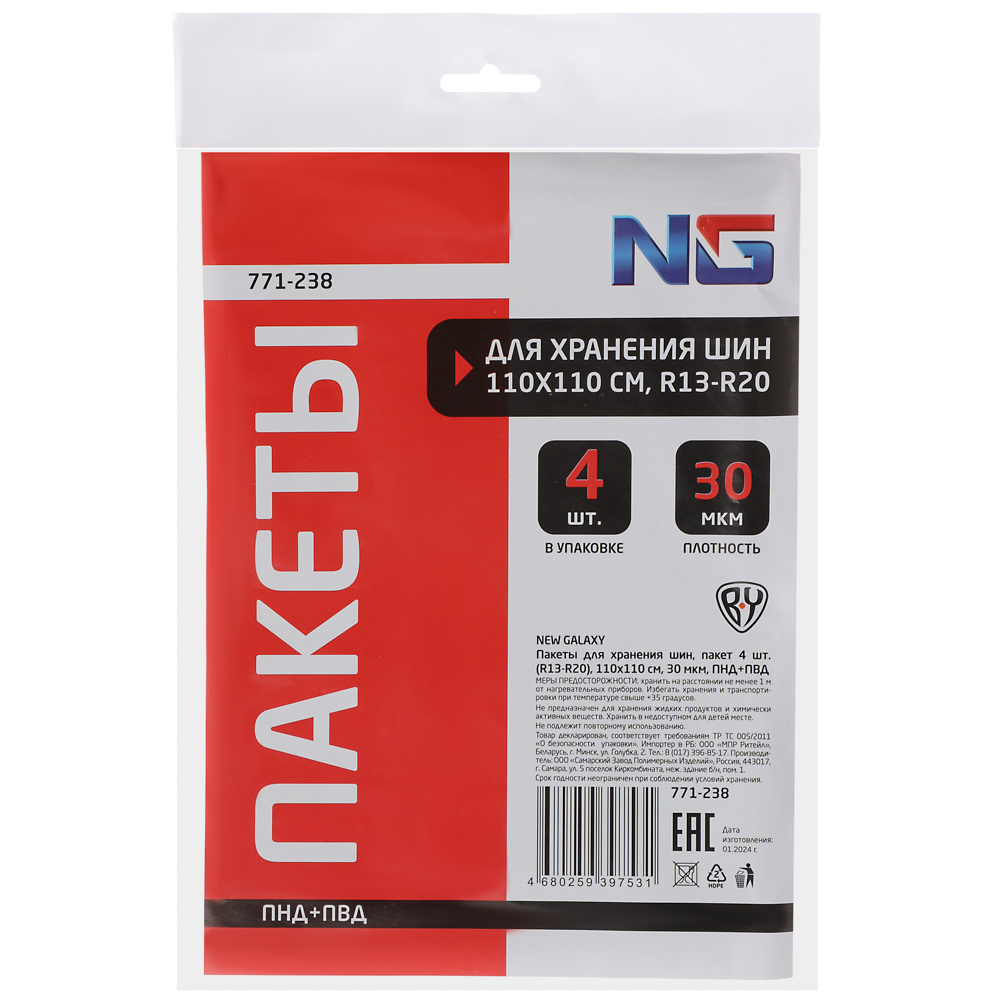 771-238
ПАКЕТЫ
ПНД+ПВД
NG
ДЛЯ ХРАНЕНИЯ ШИН
110X110 СМ, R13-R20
4
ШТ.
В УПАКОВКЕ
30
МКМ
ПЛОТНОСТЬ
B·Y
NEW GALAXY
Пакеты для хранения шин, пакет 4 шт.
(R13-R20), 110x110 см, 30 мкм, ПНД+ПВД
МЕРЫ ПРЕДОСТОРОЖНОСТИ: хранить на расстоянии не менее 1 м
от нагревательных приборов. Избегать хранения и транспорти-
ровки при температуре свыше +35 градусов.
Не предназначен для хранения жидких продуктов и химически
активных веществ. Хранить в недоступном для детей месте.
Не подлежит повторному использованию.
Товар декларирован, соответствует требованиям ТР ТС 005/2011
«О безопасности упаковки». Импортер в РБ: ООО «МПР Ритейл»,
Беларусь, г. Минск, ул. Голубка, 2. Тел.: 8 (017) 396-85-17. Производи-
тель: ООО «Самарский Завод Полимерных Изделий», Россия, 443017,
г. Самара, ул. 5 поселок Киркомбината, неж. здание б/н, пом. 1.
Срок годности неограничен при соблюдении условий хранения.
771-238
EAC
Дата
изготовления:
01.2024 г.
4 680259 397531
2
HDPE